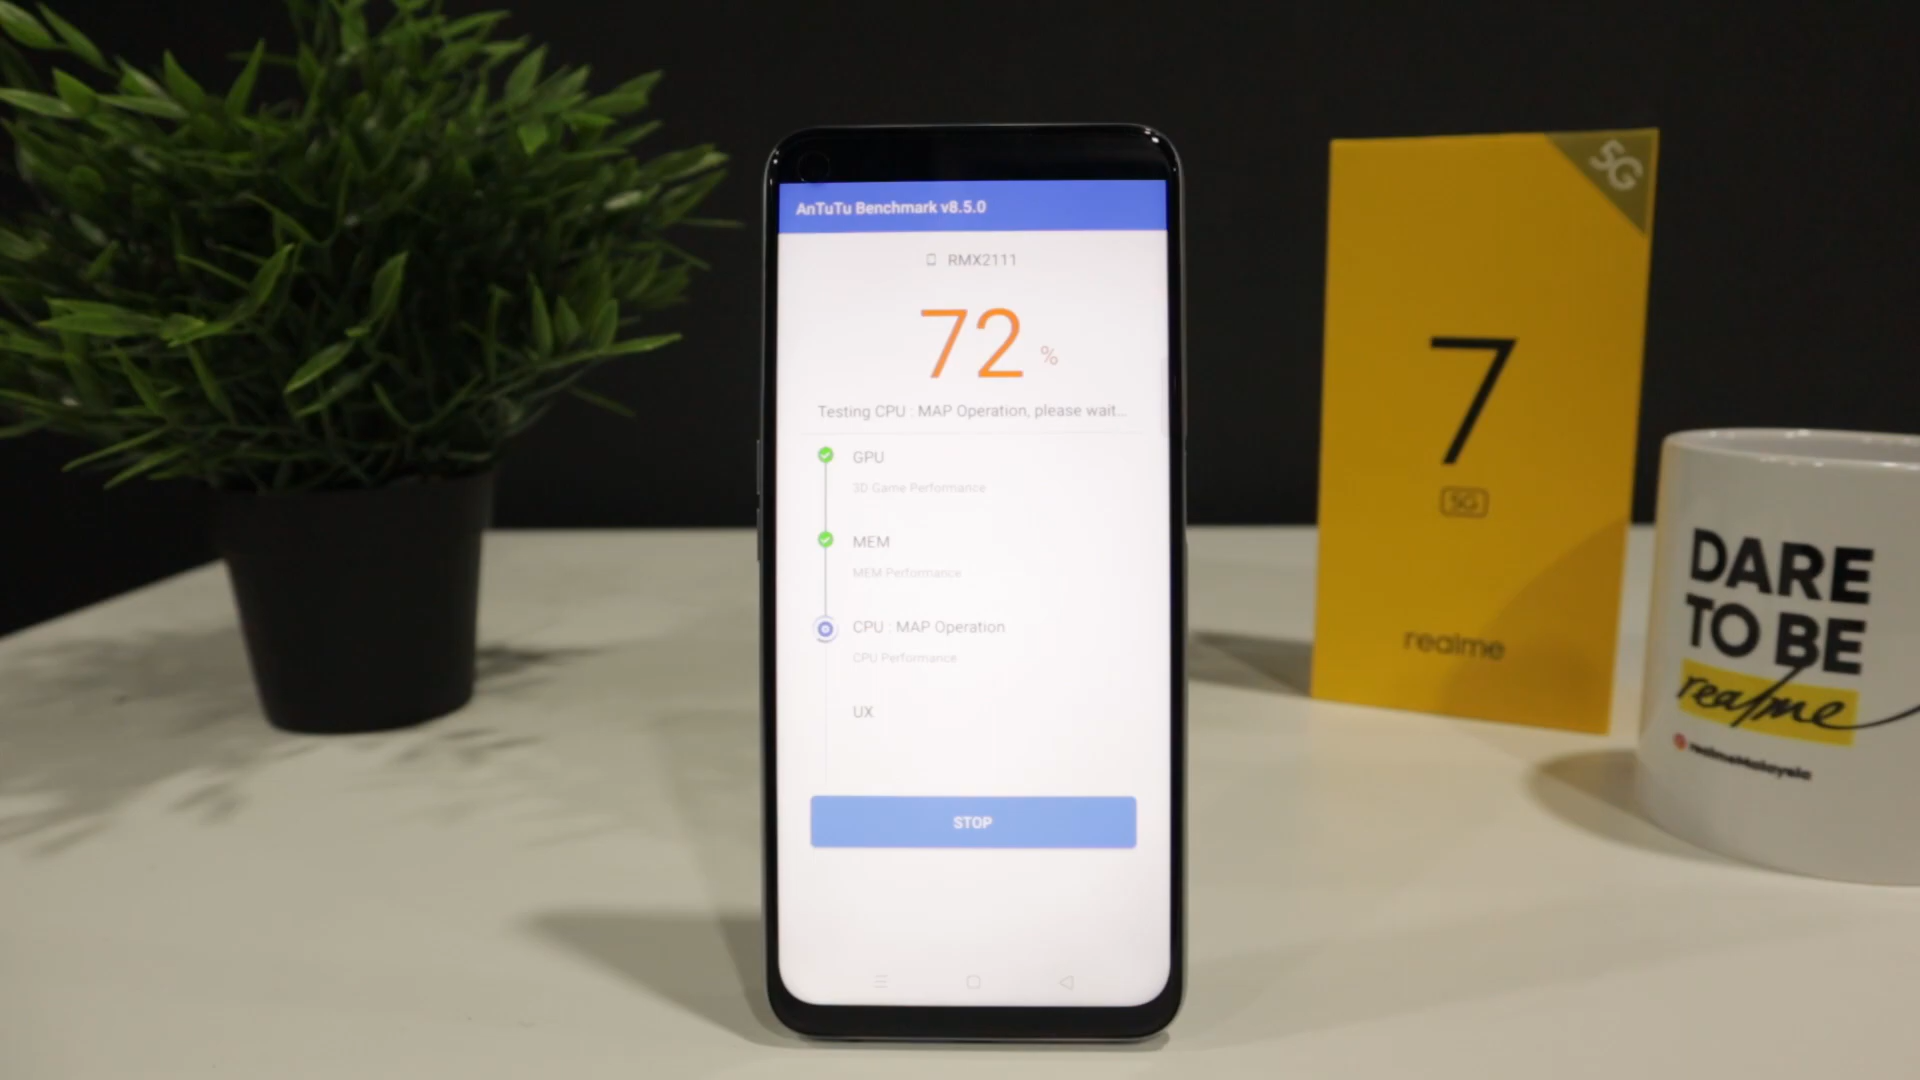 AnTuTu Benchmark v8.5.0
RMX2111
72 %
Testing CPU : MAP Operation, please wait...
GPU
3D Game Performance
MEM
MEM Performance
CPU : MAP Operation
CPU Performance
UX
STOP
5G
7
5G
realme
DARE
TO BE
realme
realmeMalaysia